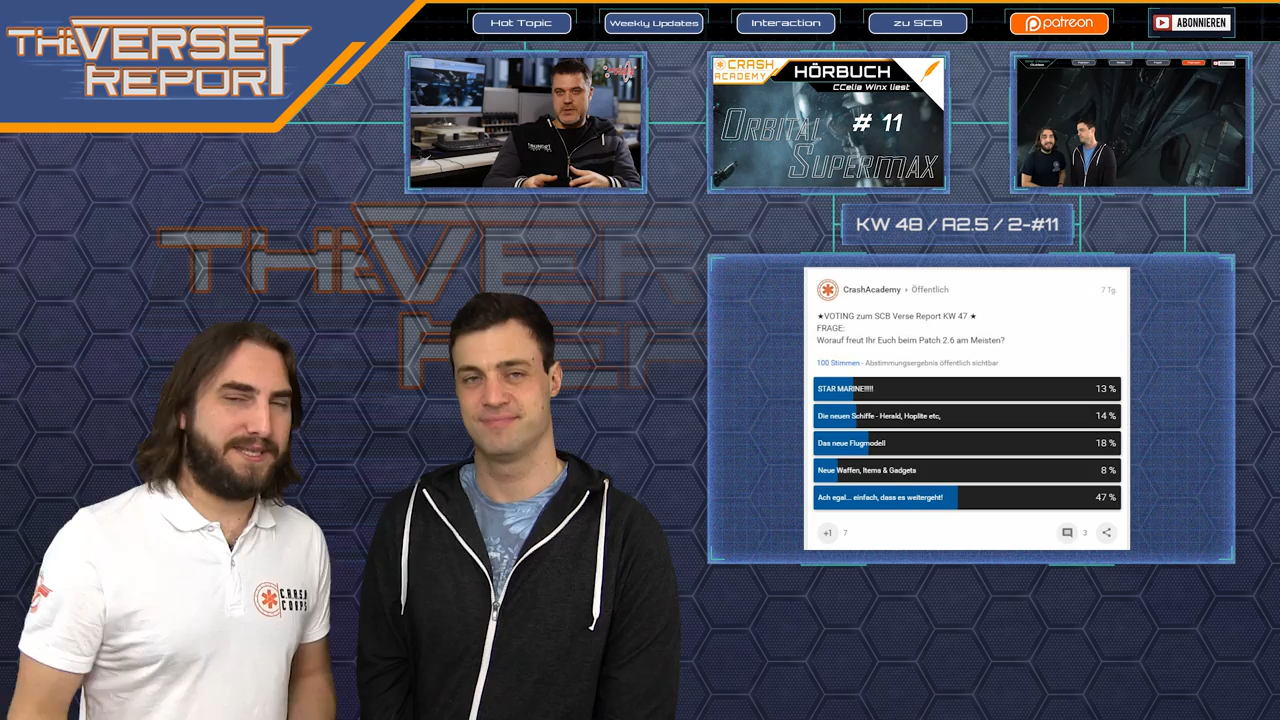 THE VERSE
REPORT
Hot Topic
Weekly Updates
Interaction
zu SCB
patreon
ABONNIEREN
CRASH
ACADEMY
HÖRBUCH
CCelia Winx liest
ORBITAL
# 11
SUPERMAX
KW 48 / A2.5 / 2-#11
CrashAcademy › Öffentlich
7 Tg.
★VOTING zum SCB Verse Report KW 47 ★
FRAGE:
Worauf freut Ihr Euch beim Patch 2.6 am Meisten?
100 Stimmen - Abstimmungsergebnis öffentlich sichtbar
STAR MARINE!!!!! 13 %
Die neuen Schiffe - Herald, Hoplite etc, 14 %
Das neue Flugmodell 18 %
Neue Waffen, Items & Gadgets 8 %
Ach egal... einfach, dass es weitergeht! 47 %
+1 7
3
CRASH
CORPS